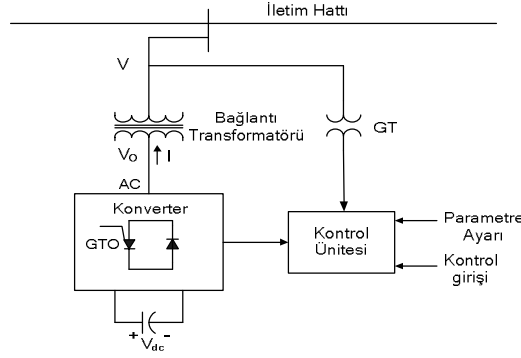 İletim Hattı
V
Bağlantı
Transformatörü
GT
Vo
I
AC
Konverter
GTO
Kontrol
Ünitesi
Parametre
Ayarı
Kontrol
girişi
+ -
Vdc